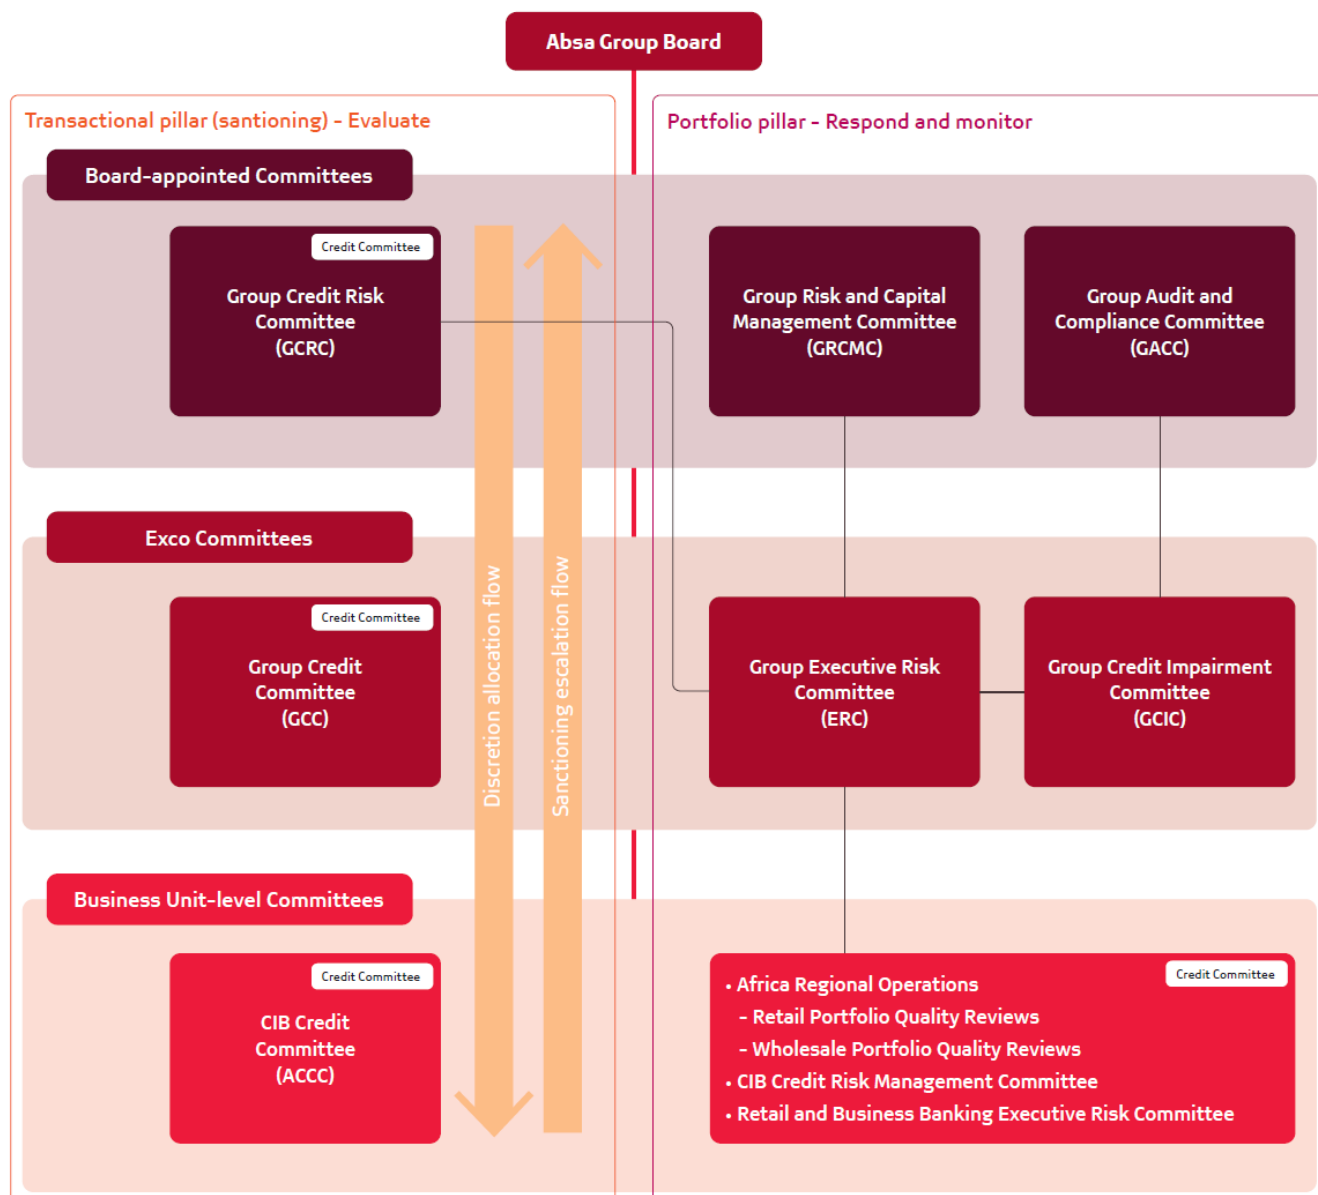 Absa Group Board
Transactional pillar (santioning) - Evaluate
Portfolio pillar - Respond and monitor
Board-appointed Committees
Credit Committee
Group Credit Risk
Committee
(GCRC)
Group Risk and Capital
Management Committee
(GRCMC)
Group Audit and
Compliance Committee
(GACC)
Discretion allocation flow
Sanctioning escalation flow
Exco Committees
Credit Committee
Group Credit
Committee
(GCC)
Group Executive Risk
Committee
(ERC)
Group Credit Impairment
Committee
(GCIC)
Business Unit-level Committees
Credit Committee
CIB Credit
Committee
(ACCC)
Credit Committee
• Africa Regional Operations
– Retail Portfolio Quality Reviews
– Wholesale Portfolio Quality Reviews
• CIB Credit Risk Management Committee
• Retail and Business Banking Executive Risk Committee